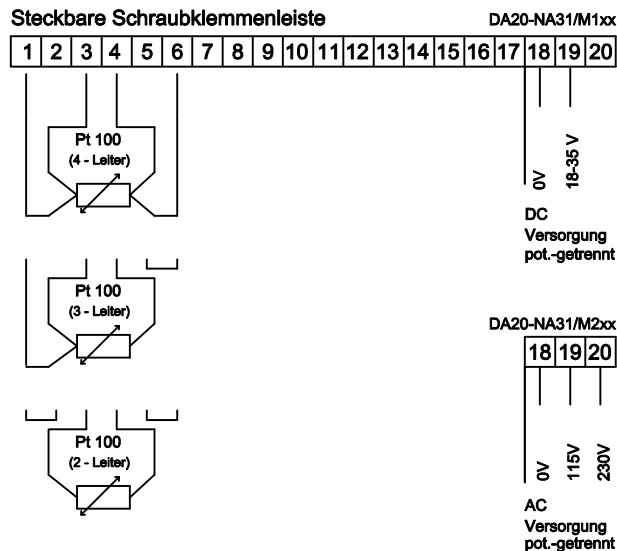 Steckbare Schraubklemmenleiste
DA20-NA31/M1xx
1 2 3 4 5 6 7 8 9 10 11 12 13 14 15 16 17 18 19 20
Pt 100
(4 - Leiter)
0V
18-35 V
DC
Versorgung
pot.-getrennt
Pt 100
(3 - Leiter)
DA20-NA31/M2xx
18 19 20
Pt 100
(2 - Leiter)
0V
115V
230V
AC
Versorgung
pot.-getrennt